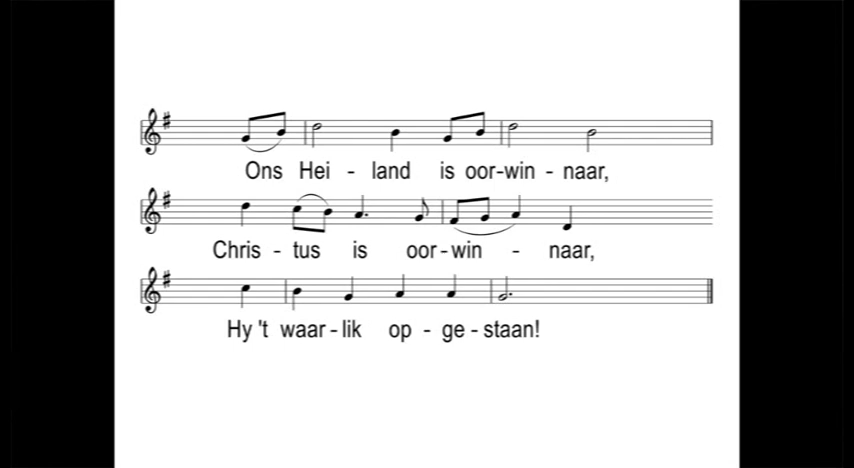 Ons Hei - land is oor-win - naar,
Chris - tus is oor-win - naar,
Hy 't waar-lik op-ge-staan!